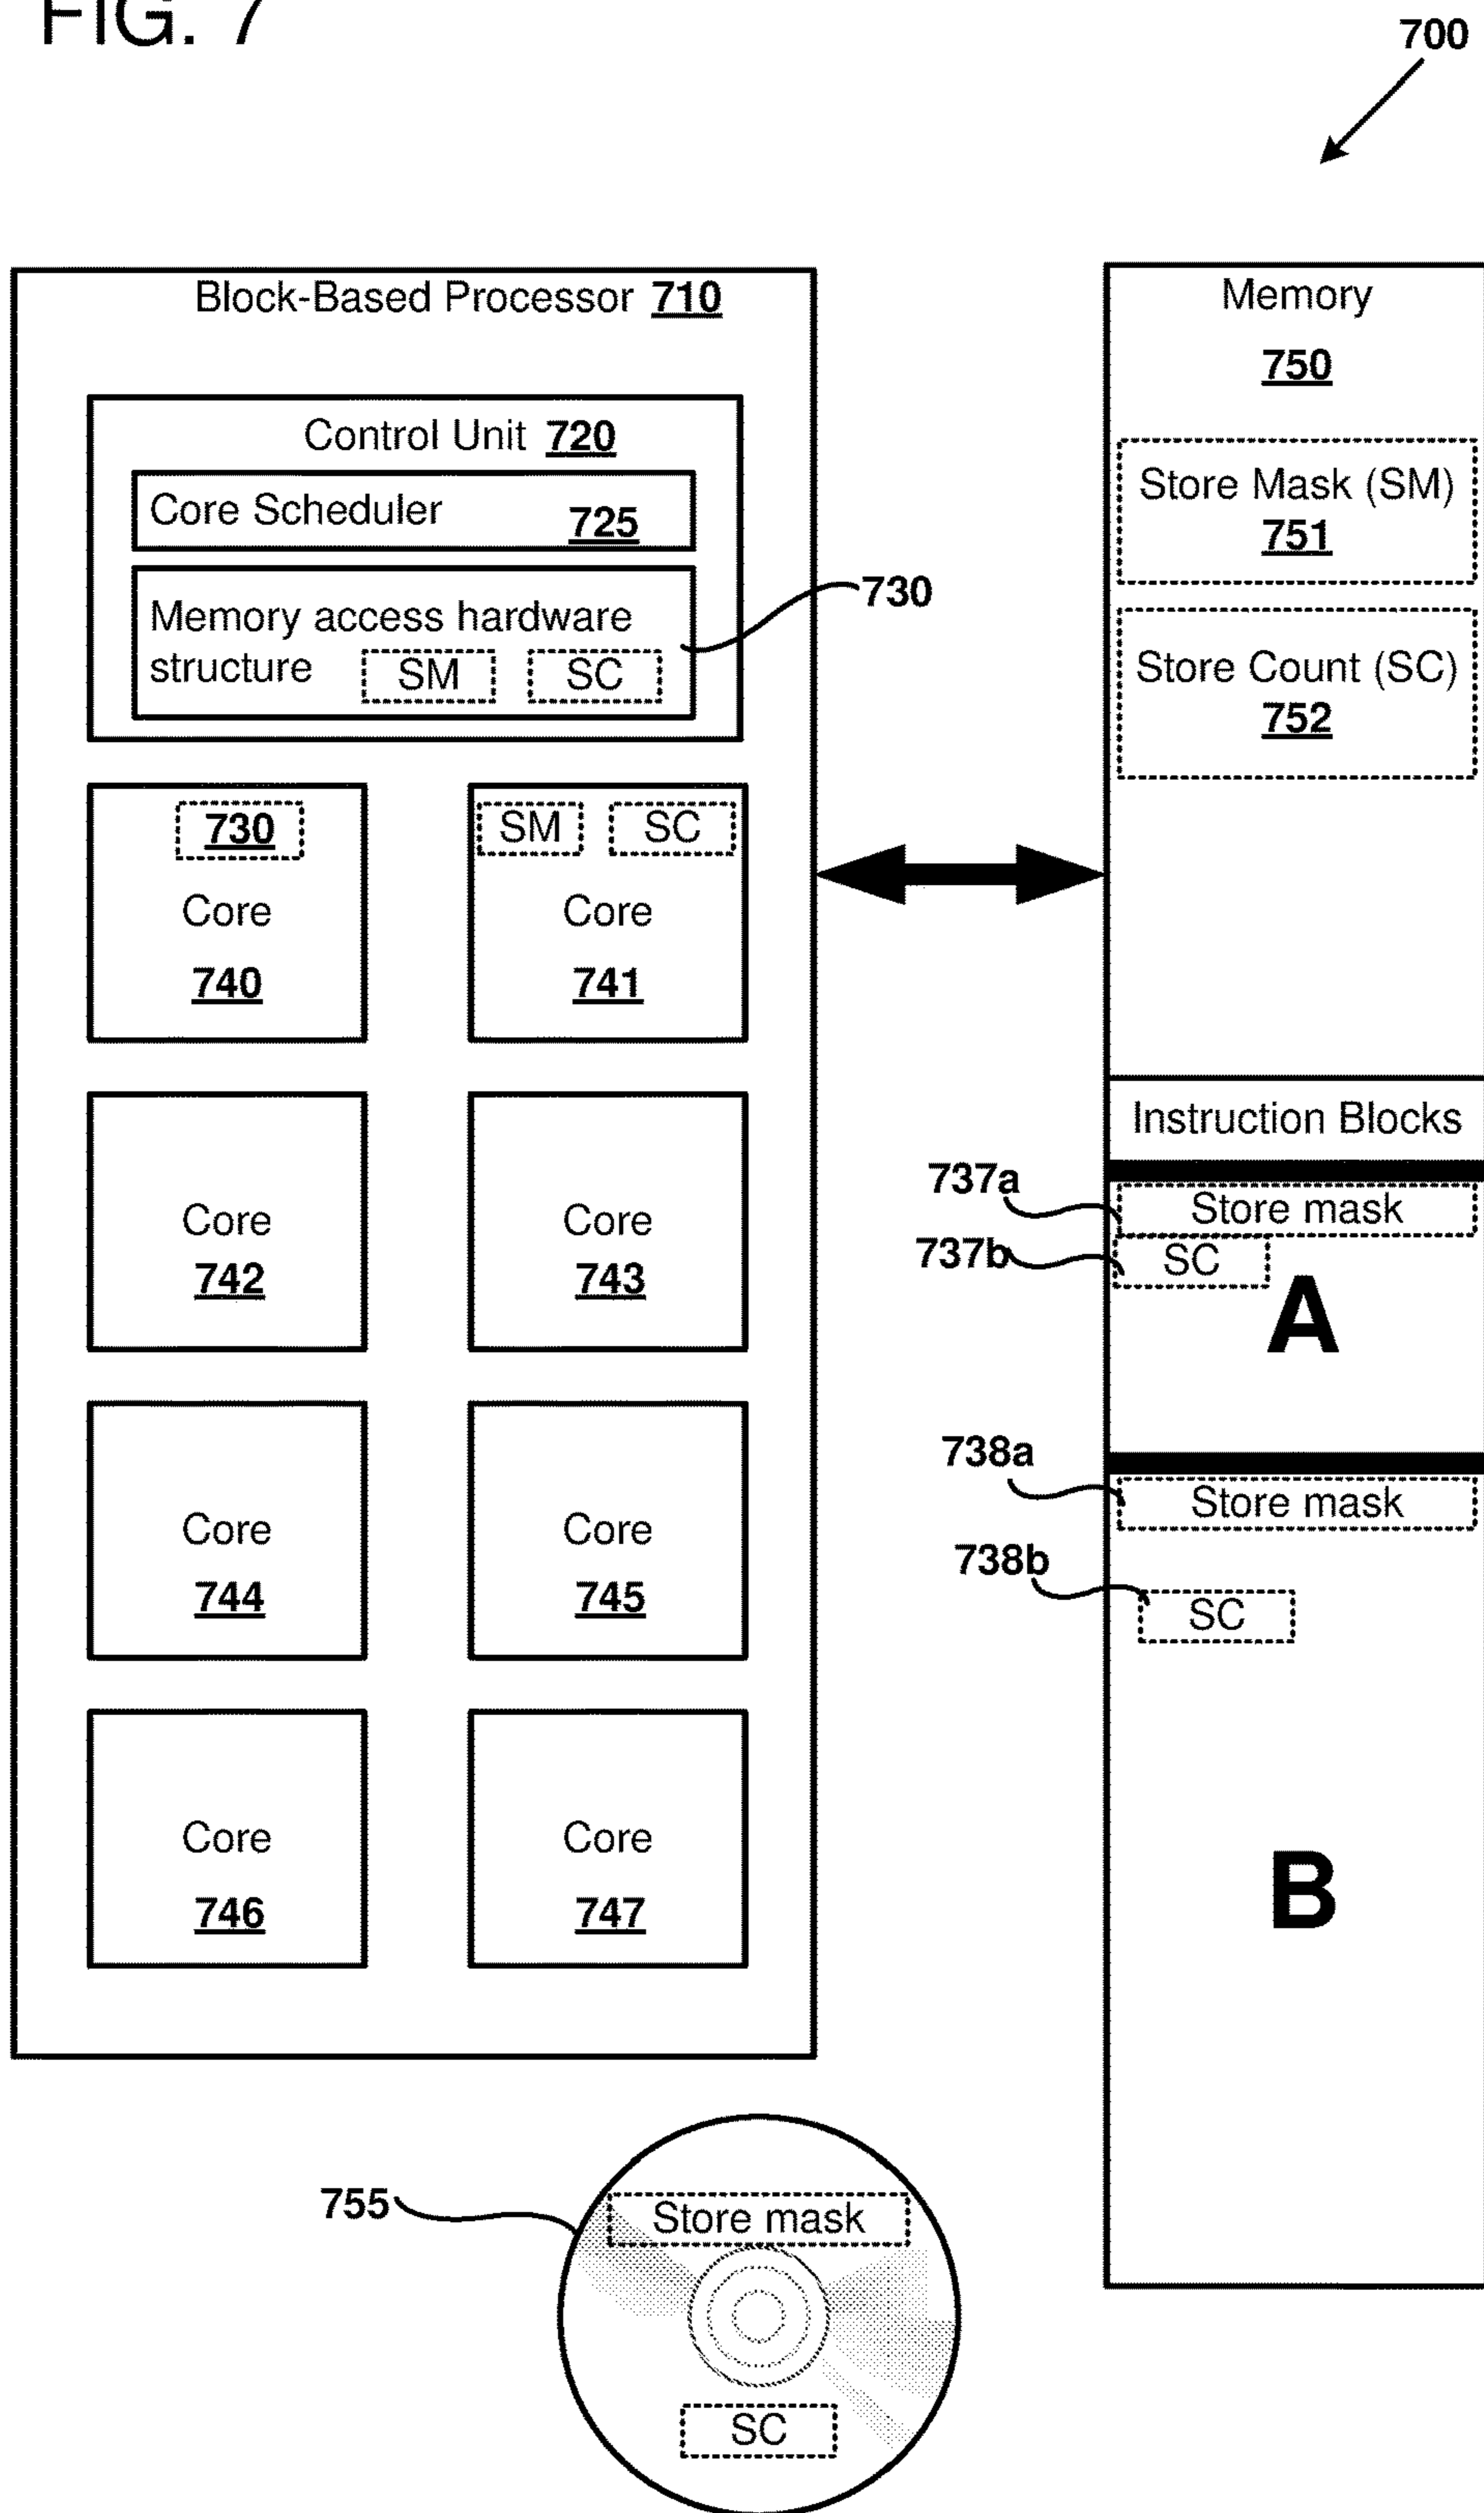 FIG. 7
700
Block-Based Processor 710
Control Unit 720
Core Scheduler 725
Memory access hardware
structure SM SC
730
730
Core
740
SM SC
Core
741
Core
742
Core
743
Core
744
Core
745
Core
746
Core
747
Memory
750
Store Mask (SM)
751
Store Count (SC)
752
Instruction Blocks
737a
Store mask
737b
SC
A
738a
Store mask
738b
SC
B
755
Store mask
SC